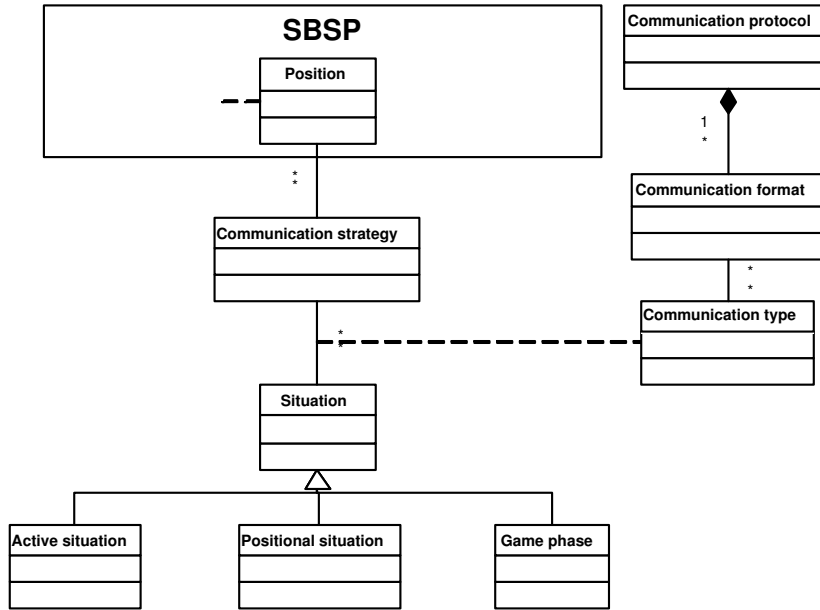 SBSP
Communication protocol
Position
1
*
*
*
Communication format
Communication strategy
*
*
Communication type
*
*
Situation
Active situation
Positional situation
Game phase